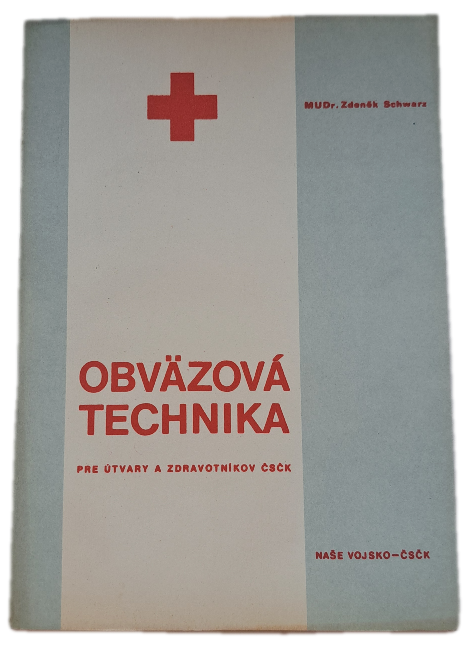 MUDr. Zdeněk Schwarz
OBVÄZOVÁ
TECHNIKA
PRE ÚTVARY A ZDRAVOTNÍKOV ČSČK
NAŠE VOJSKO—ČSČK